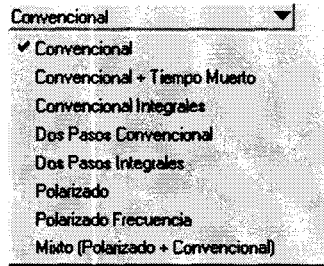 Convencional
Convencional
Convencional + Tiempo Muerto
Convencional Integrales
Dos Pasos Convencional
Dos Pasos Integrales
Polarizado
Polarizado Frecuencia
Mixto (Polarizado + Convencional)